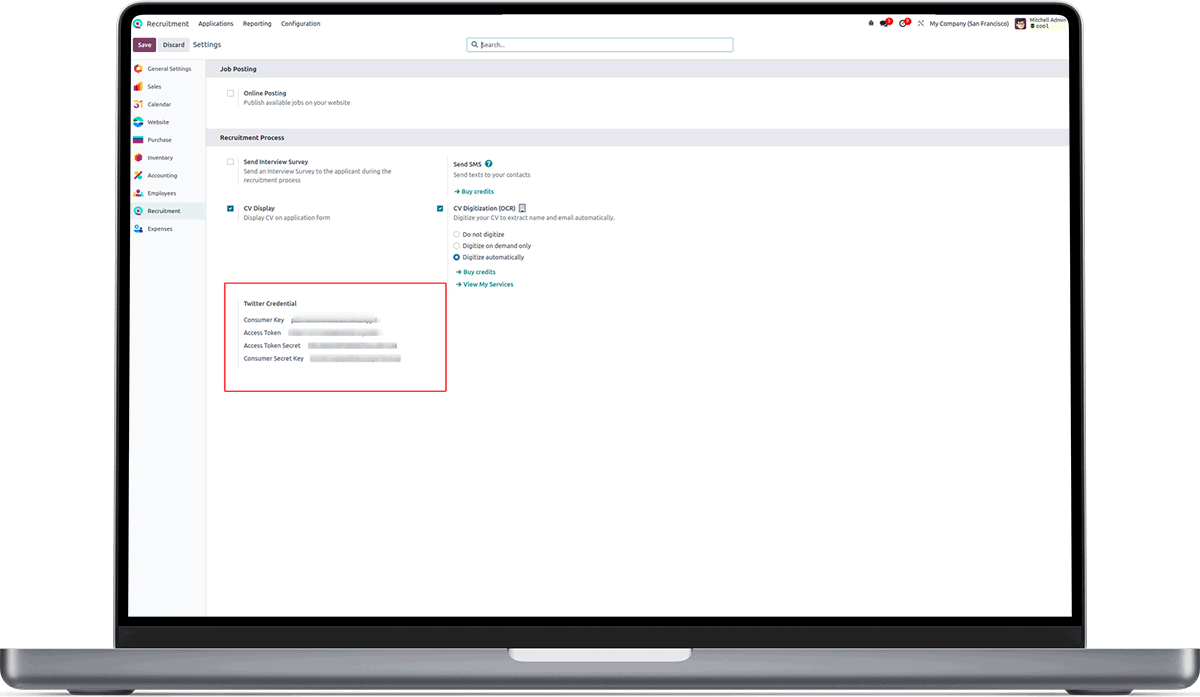 Recruitment Applications Reporting Configuration My Company (San Francisco) Mitchell Admin
cool
Save Discard Settings Search...
General Settings
Sales
Calendar
Website
Purchase
Inventory
Accounting
Employees
Recruitment
Expenses
Job Posting
Online Posting
Publish available jobs on your website
Recruitment Process
Send Interview Survey
Send an Interview Survey to the applicant during the
recruitment process
Send SMS ?
Send texts to your contacts
Buy credits
CV Display
Display CV on application form
CV Digitization (OCR)
Digitize your CV to extract name and email automatically.
Do not digitize
Digitize on demand only
Digitize automatically
Buy credits
View My Services
Twitter Credential
Consumer Key
Access Token
Access Token Secret
Consumer Secret Key